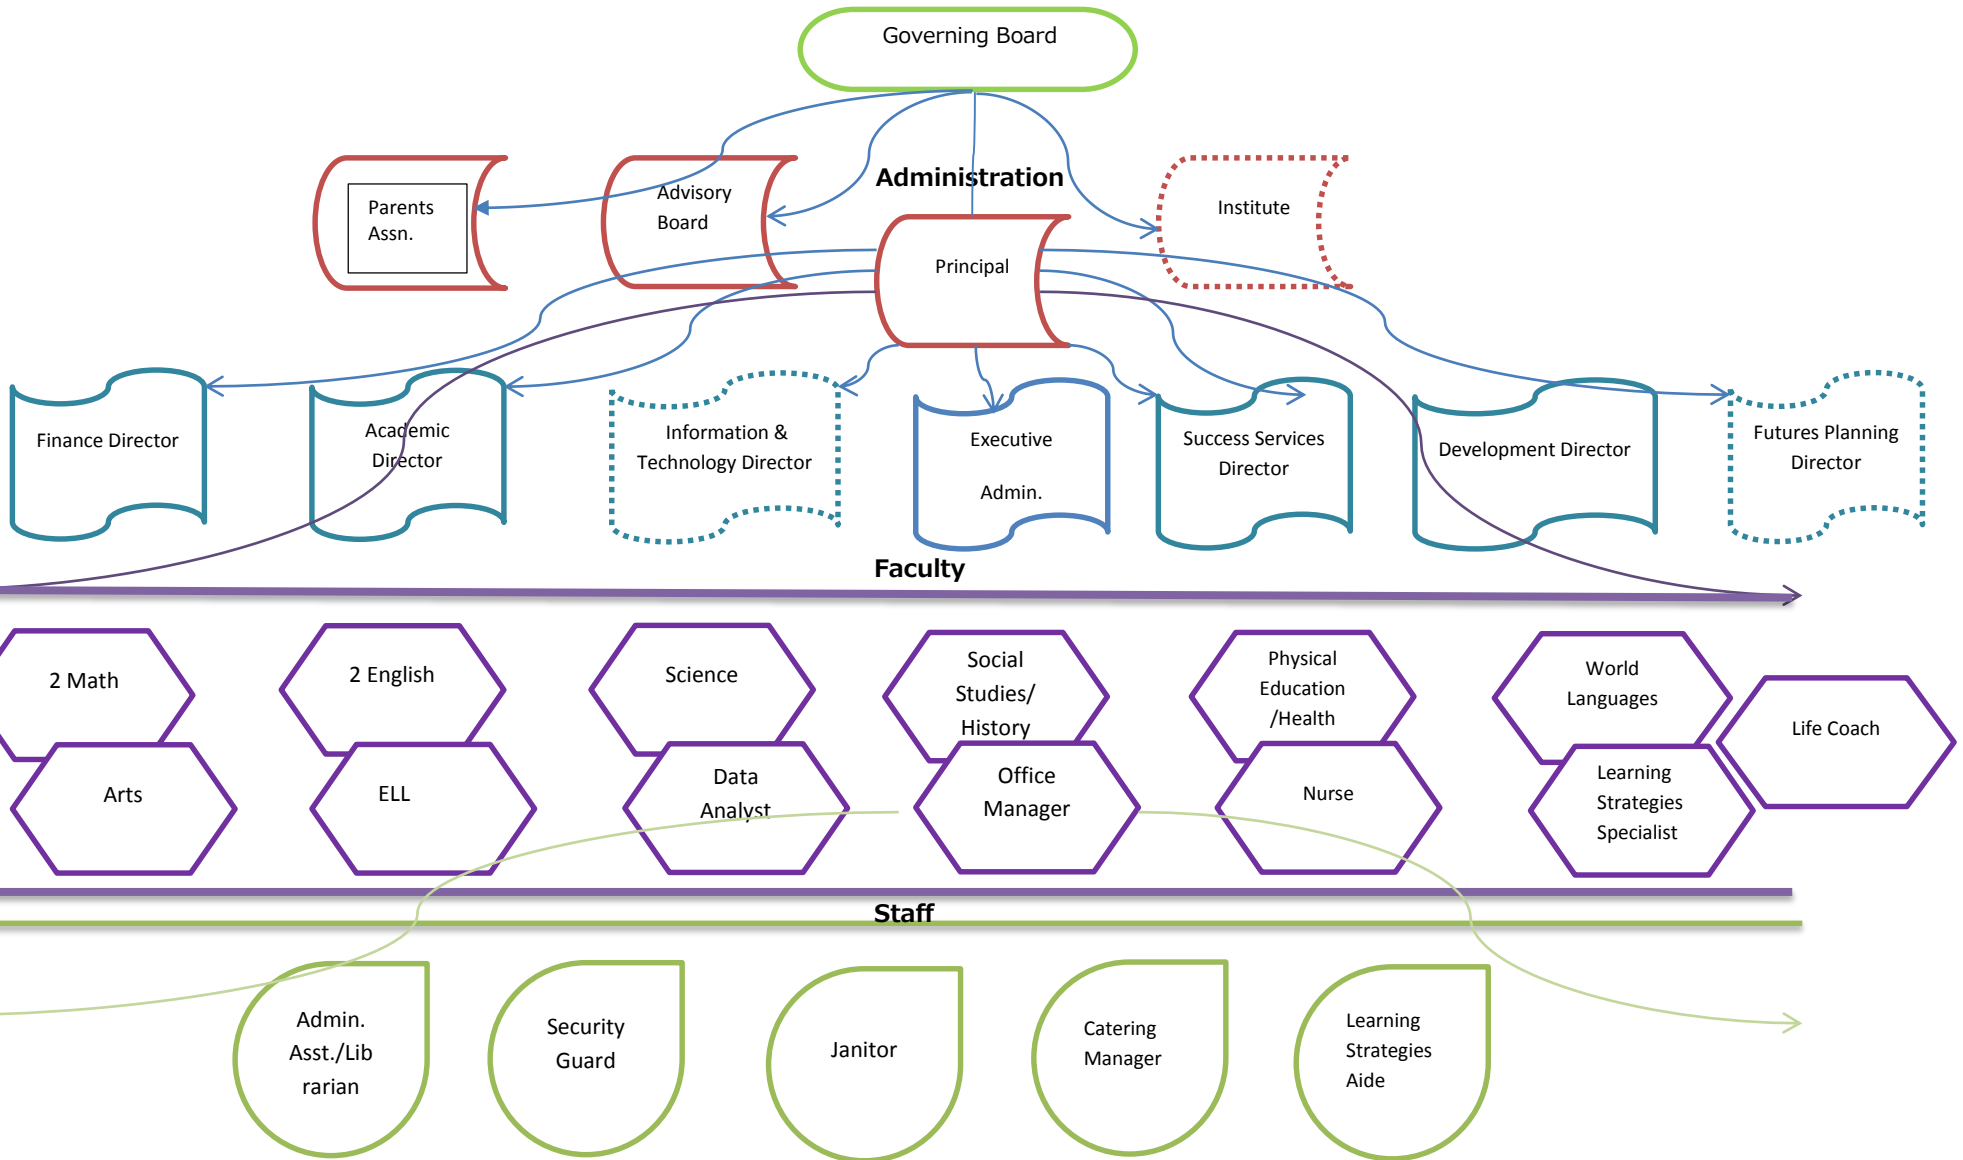 Governing Board
Administration
Parents
Assn.
Advisory
Board
Institute
Principal
Finance Director
Academic
Director
Information &
Technology Director
Executive
Admin.
Success Services
Director
Development Director
Futures Planning
Director
Faculty
2 Math
2 English
Science
Social
Studies/
History
Physical
Education
/Health
World
Languages
Life Coach
Arts
ELL
Data
Analyst
Office
Manager
Nurse
Learning
Strategies
Specialist
Staff
Admin.
Asst./Lib
rarian
Security
Guard
Janitor
Catering
Manager
Learning
Strategies
Aide